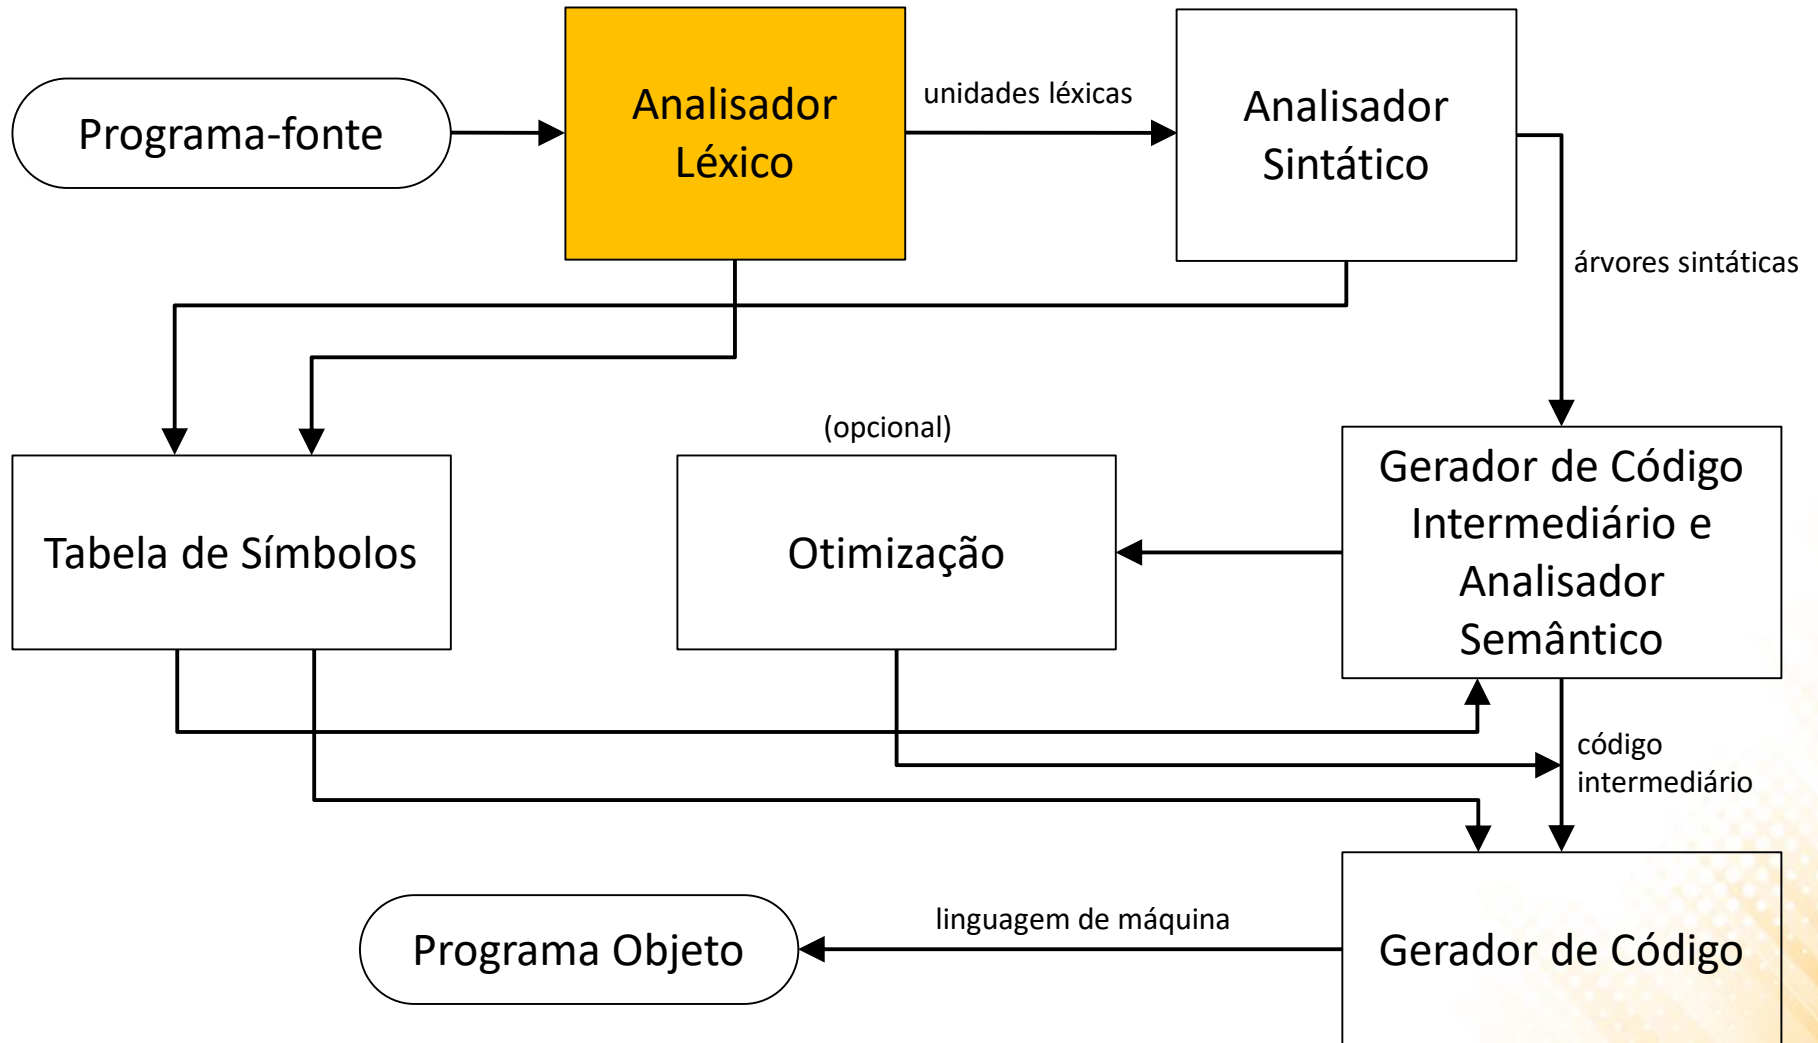 Programa-fonte
Analisador
Léxico
unidades léxicas
Analisador
Sintático
árvores sintáticas
Tabela de Símbolos
(opcional)
Otimização
Gerador de Código
Intermediário e
Analisador
Semântico
código
intermediário
Programa Objeto
linguagem de máquina
Gerador de Código